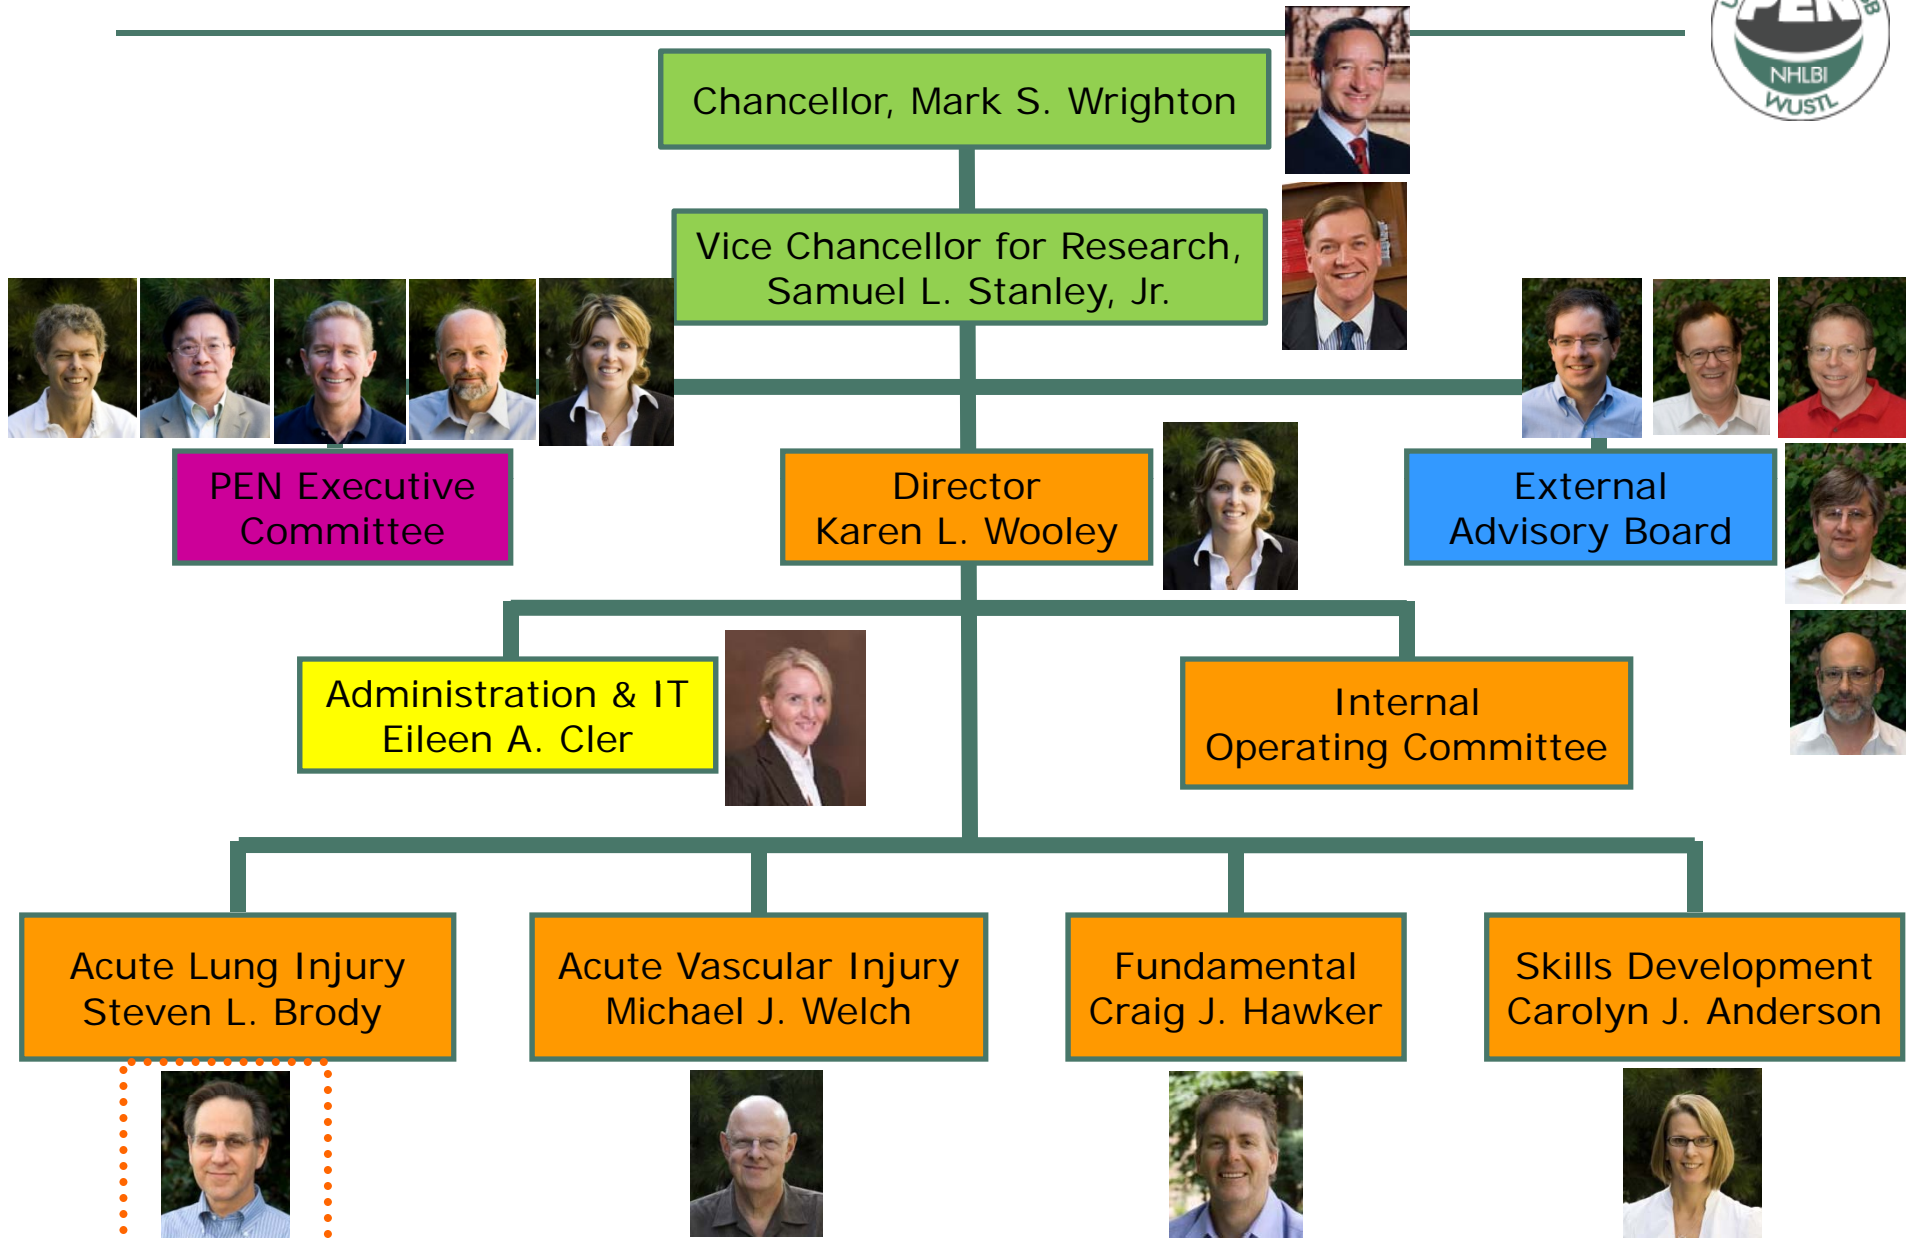 PEN
NHLBI
WUSTL
Chancellor, Mark S. Wrighton
Vice Chancellor for Research,
Samuel L. Stanley, Jr.
PEN Executive
Committee
Director
Karen L. Wooley
External
Advisory Board
Administration & IT
Eileen A. Cler
Internal
Operating Committee
Acute Lung Injury
Steven L. Brody
Acute Vascular Injury
Michael J. Welch
Fundamental
Craig J. Hawker
Skills Development
Carolyn J. Anderson